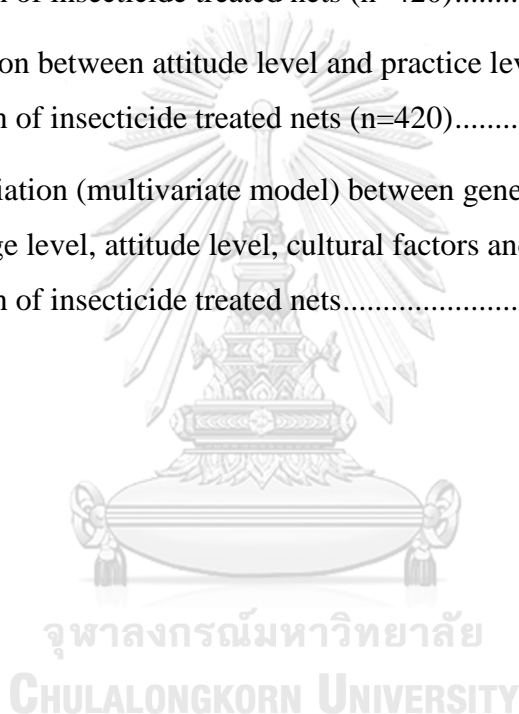 n of insecticide treated nets (n=420)........
on between attitude level and practice lev
n of insecticide treated nets (n=420)........
iation (multivariate model) between gene
ge level, attitude level, cultural factors an
n of insecticide treated nets......................
จุฬาลงกรณ์มหาวิทยาลัย
CHULALONGKORN UNIVERSITY